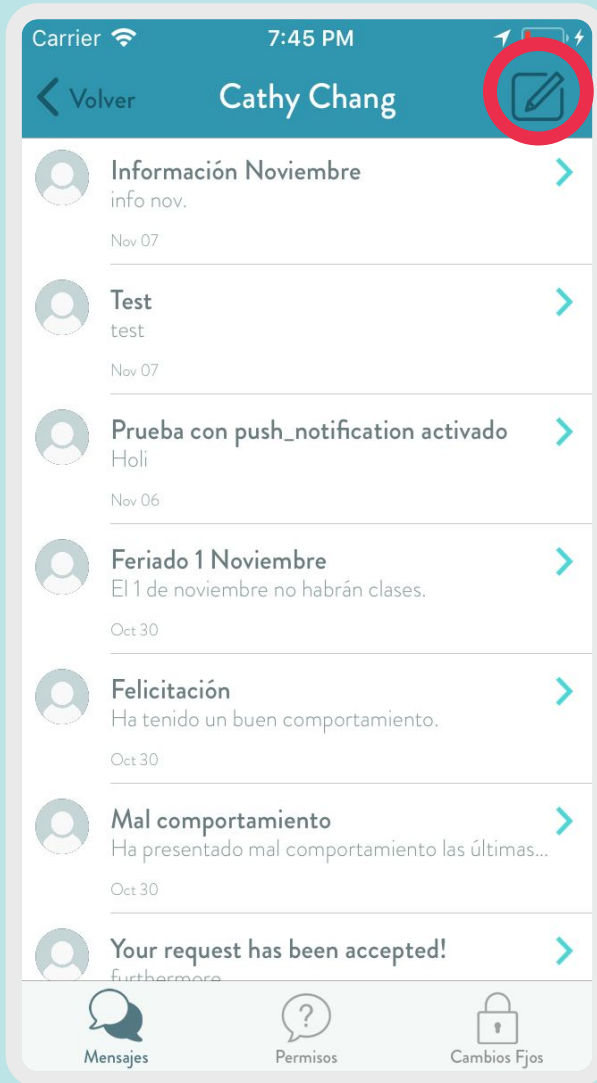 Carrier 7:45 PM
Volver Cathy Chang
Información Noviembre
info nov.
Nov 07
Test
test
Nov 07
Prueba con push_notification activado
Holi
Nov 06
Feriado 1 Noviembre
El 1 de noviembre no habrán clases.
Oct 30
Felicitación
Ha tenido un buen comportamiento.
Oct 30
Mal comportamiento
Ha presentado mal comportamiento las últimas...
Oct 30
Your request has been accepted!
furthermore
Mensajes Permisos Cambios Fjos